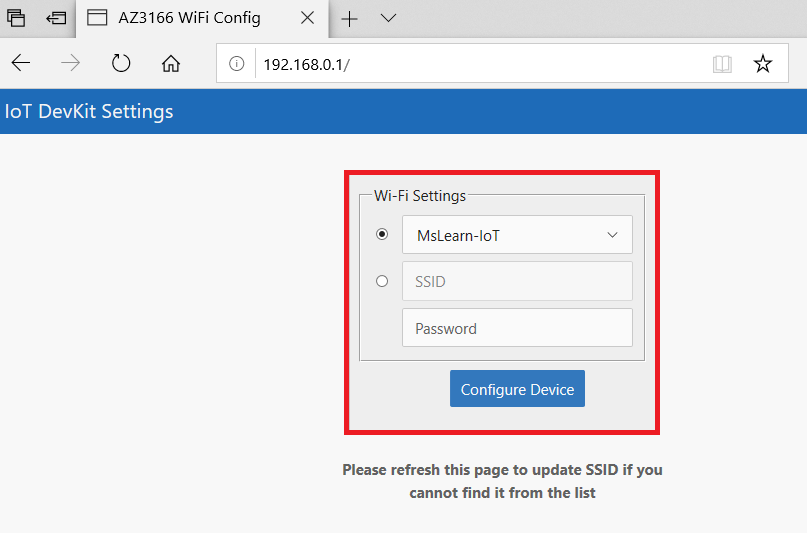 AZ3166 WiFi Config
192.168.0.1/
IoT DevKit Settings
Wi-Fi Settings
MsLearn-IoT
SSID
Password
Configure Device
Please refresh this page to update SSID if you
cannot find it from the list